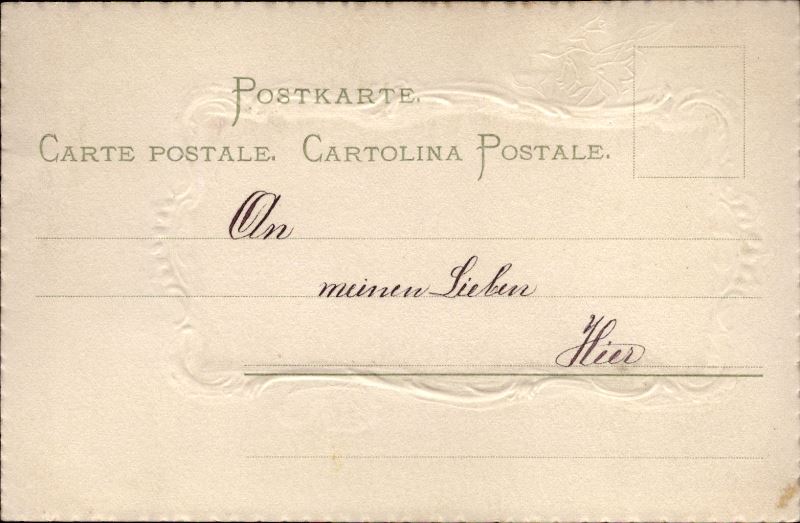 POSTKARTE.
CARTE POSTALE. CARTOLINA POSTALE.
An
meinen Lieben
Hier